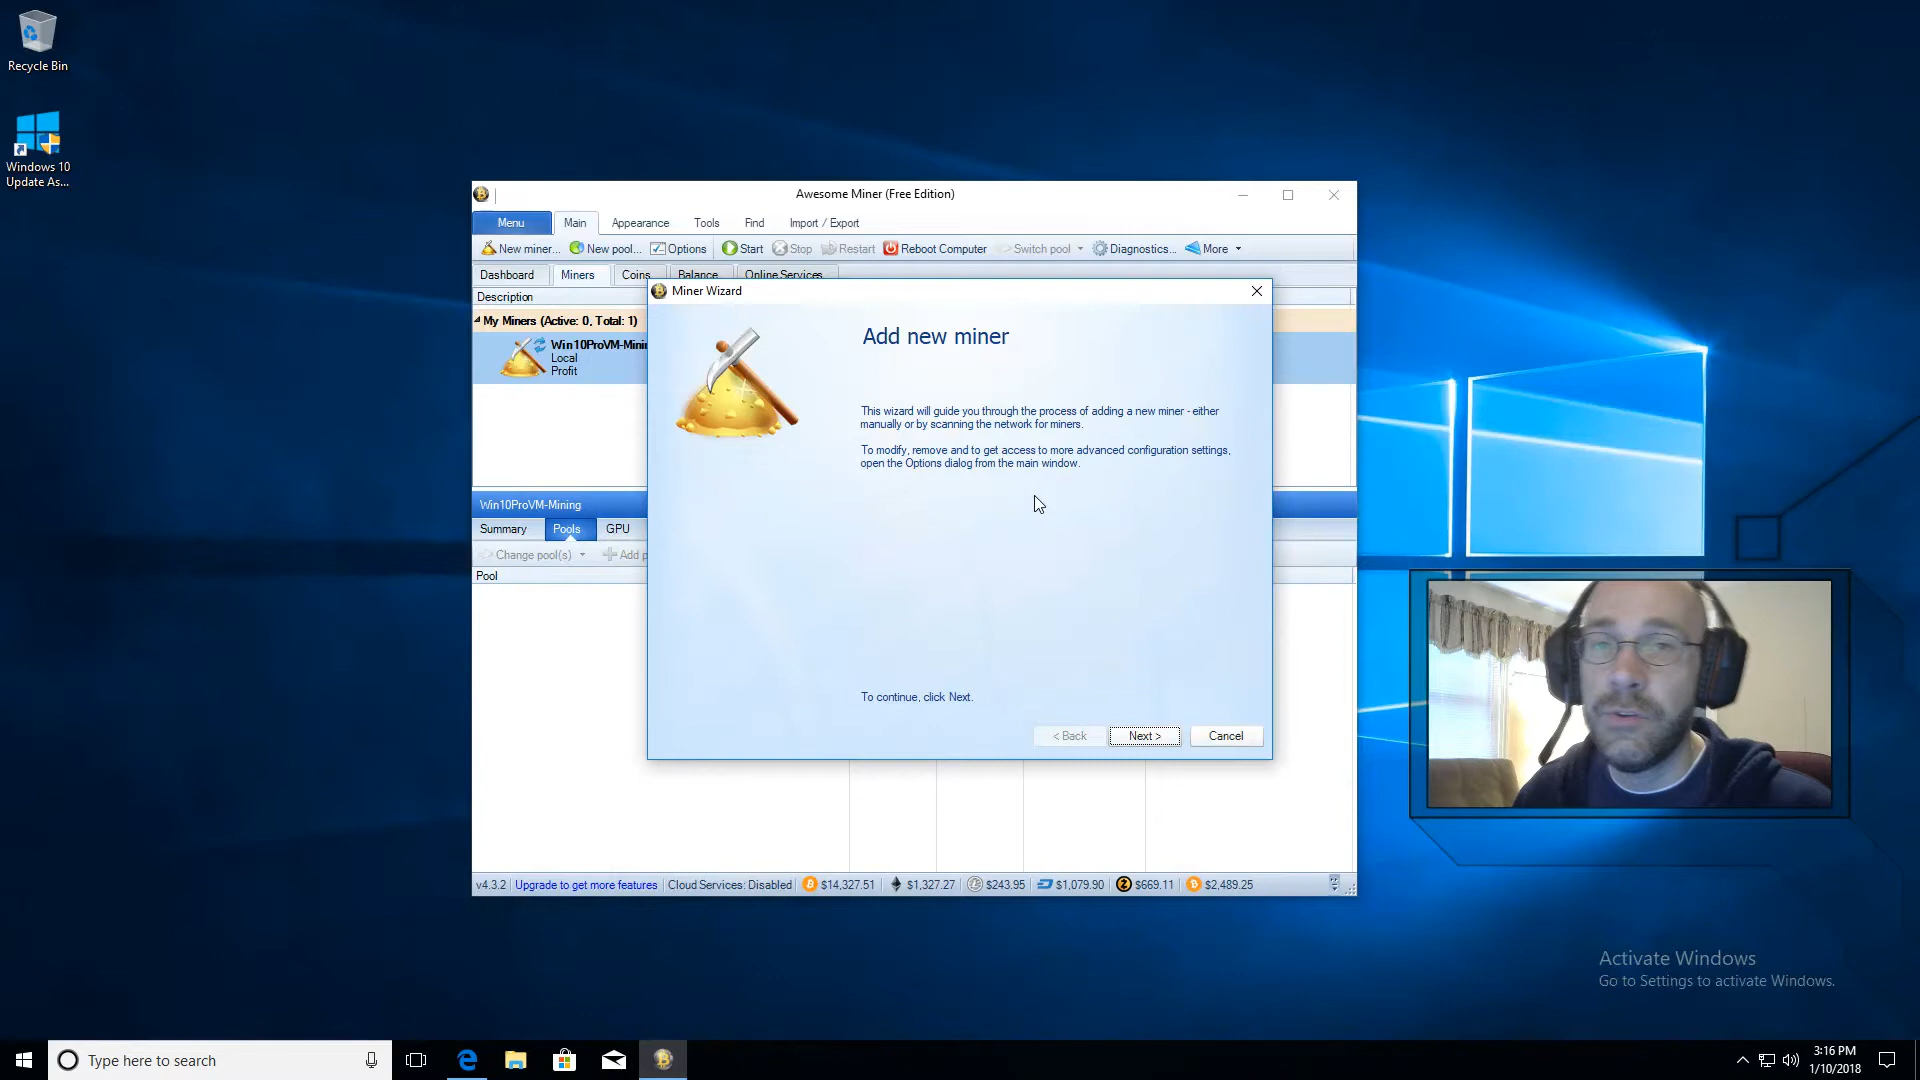 Recycle Bin
Windows 10
Update As...
Awesome Miner (Free Edition)
Menu
Main
Appearance
Tools
Find
Import / Export
New miner...
New pool...
Options
Start
Stop
Restart
Reboot Computer
Switch pool
Diagnostics...
More
Dashboard
Miners
Coins
Balance
Online Services
Description
My Miners (Active: 0, Total: 1)
Local
Profit
Miner Wizard
Add new miner
This wizard will guide you through the process of adding a new miner - either
manually or by scanning the network for miners.
To modify, remove and to get access to more advanced configuration settings,
open the Options dialog from the main window.
To continue, click Next.
< Back
Next >
Cancel
Win10ProVM-Mining
Summary
Pools
GPU
Change pool(s)
Add p
Pool
v4.3.2
Upgrade to get more features
Cloud Services: Disabled
$14,327.51
$1,327.27
$243.95
$1,079.90
$669.11
$2,489.25
Activate Windows
Go to Settings to activate Windows.
Type here to search
3:16 PM
1/10/2018